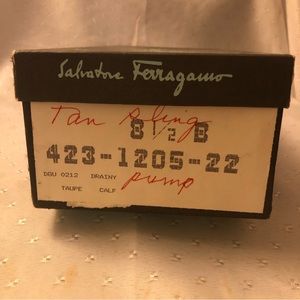 Salvatore Ferragamo
Tan Sling
8 1/2 B
423-1205-22
DGU 0212 DRAINY pump
TAUPE CALF